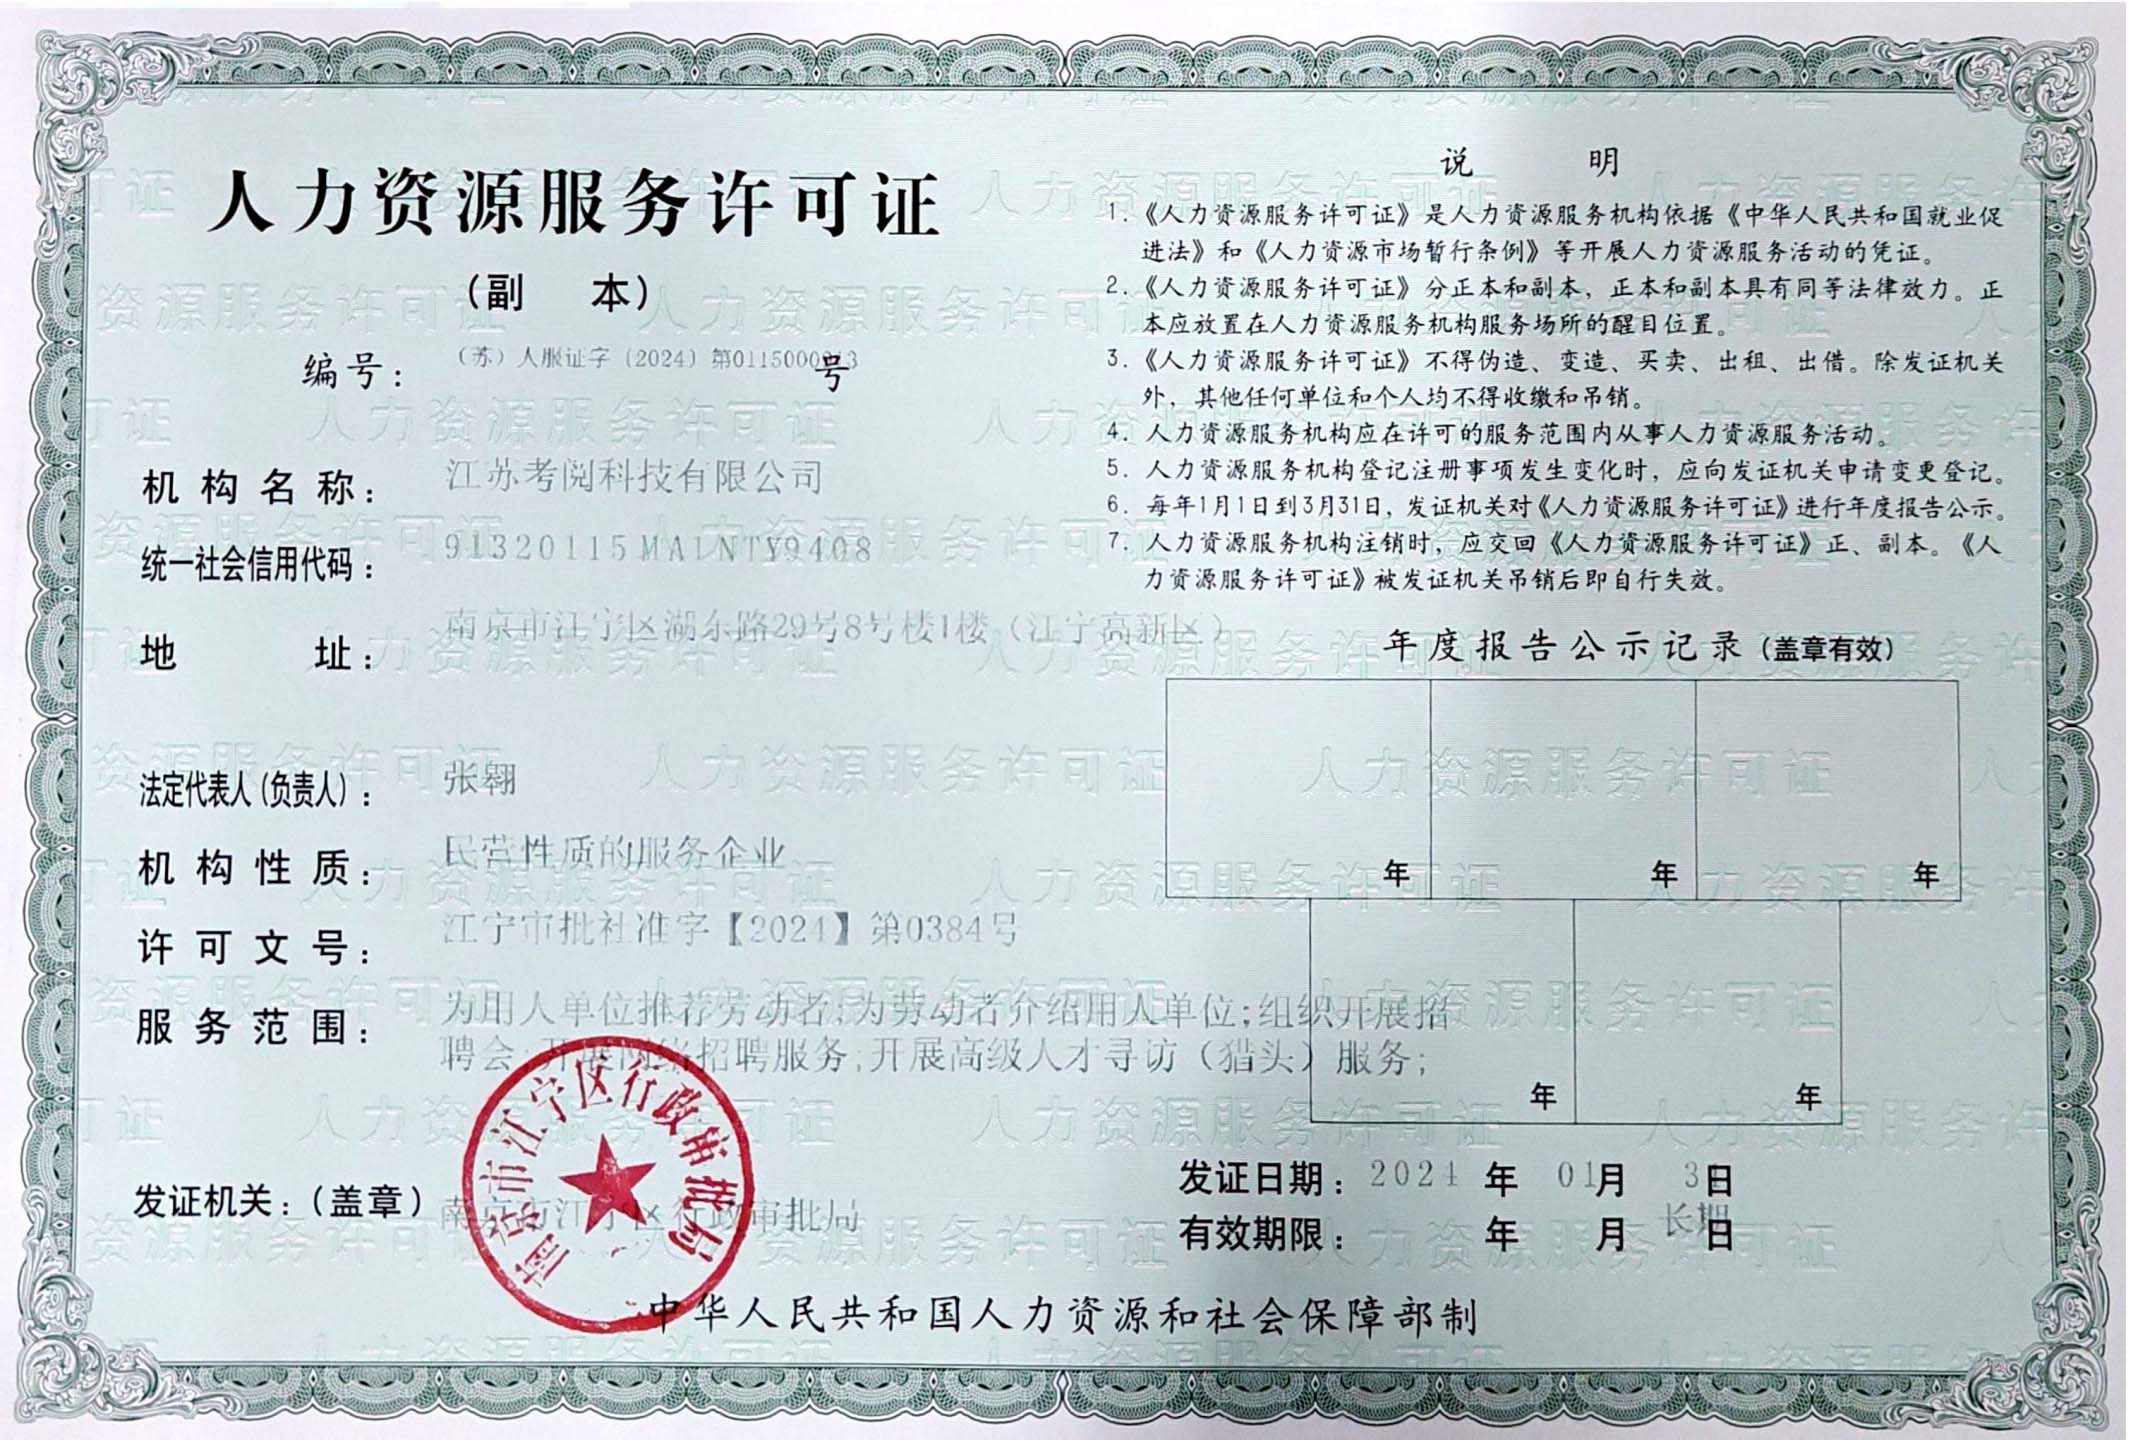 人力资源服务许可证
（副 本）
编号： （苏）人服证字（2024）第0115000 号
机构名称： 江苏考阅科技有限公司
统一社会信用代码： 91320115MA1NTY9408
地 址： 南京市江宁区湖东路29号8号楼1楼（江宁高新区）
法定代表人（负责人）： 张翱
机构性质： 民营性质的服务企业
许可文号： 江宁市批社准字【2024】第0384号
服务范围： 为用人单位推荐劳动者;为劳动者介绍用人单位;组织开展招
聘会;开展网络招聘服务;开展高级人才寻访（猎头）服务;
发证机关：（盖章） 南京市江宁区行政审批局
南京市江宁区行政审批局
说 明
1.《人力资源服务许可证》是人力资源服务机构依据《中华人民共和国就业促
进法》和《人力资源市场暂行条例》等开展人力资源服务活动的凭证。
2.《人力资源服务许可证》分正本和副本，正本和副本具有同等法律效力。正
本应放置在人力资源服务机构服务场所的醒目位置。
3.《人力资源服务许可证》不得伪造、变造、买卖、出租、出借。除发证机关
外，其他任何单位和个人均不得收缴和吊销。
4. 人力资源服务机构应在许可的服务范围内从事人力资源服务活动。
5. 人力资源服务机构登记注册事项发生变化时，应向发证机关申请变更登记。
6. 每年1月1日到3月31日，发证机关对《人力资源服务许可证》进行年度报告公示。
7. 人力资源服务机构注销时，应交回《人力资源服务许可证》正、副本。《人
力资源服务许可证》被发证机关吊销后即自行失效。
年度报告公示记录（盖章有效）
年 年 年
年 年
发证日期： 2024 年 01月 日
有效期限： 年 月 长期 日
中华人民共和国人力资源和社会保障部制